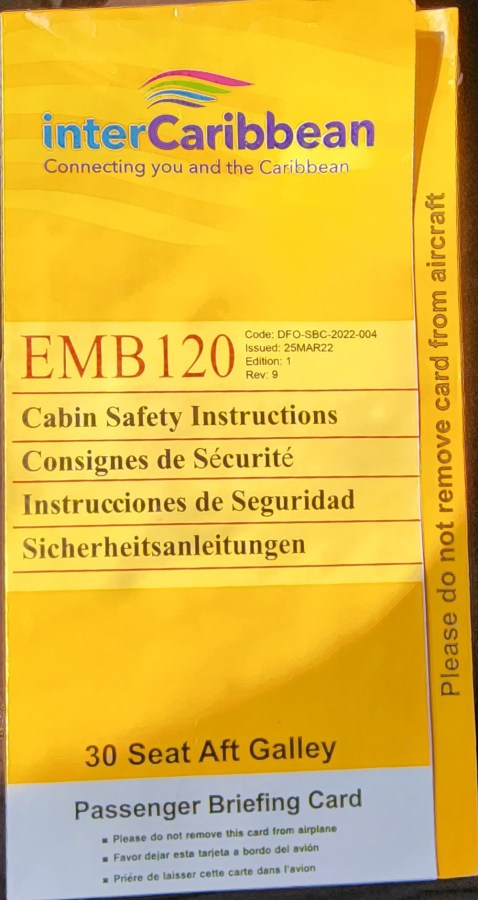 interCaribbean
Connecting you and the Caribbean
EMB 120
Code: DFO-SBC-2022-004
Issued: 25MAR22
Edition: 1
Rev: 9
Cabin Safety Instructions
Consignes de Sécurité
Instrucciones de Seguridad
Sicherheitsanleitungen
30 Seat Aft Galley
Passenger Briefing Card
▪ Please do not remove this card from airplane
▪ Favor dejar esta tarjeta a bordo del avión
▪ Priére de laisser cette carte dans l'avion
Please do not remove card from aircraft